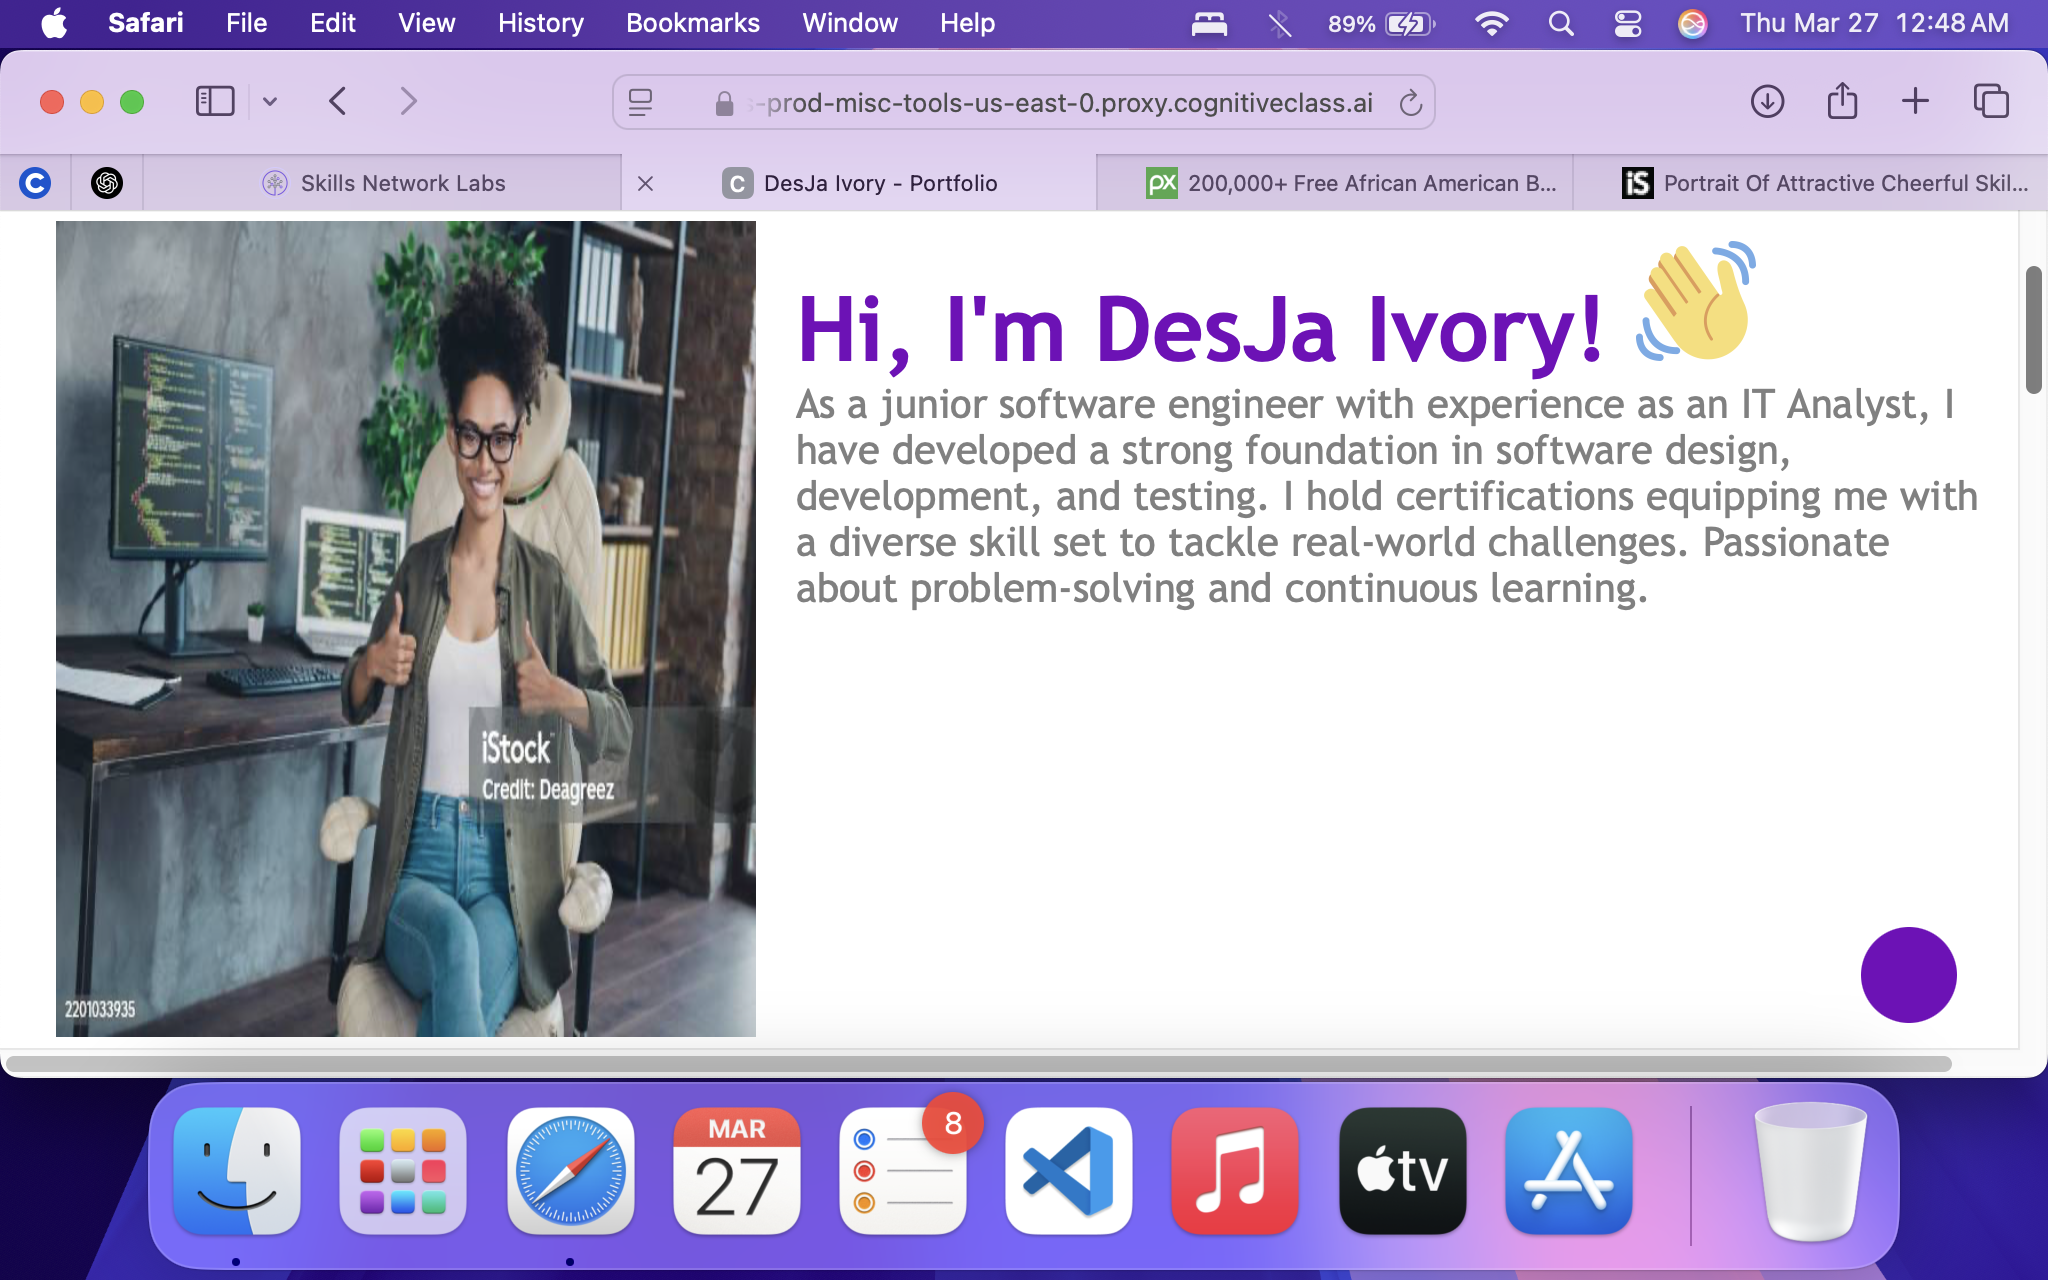 Safari File Edit View History Bookmarks Window Help 89% Thu Mar 27 12:48 AM
-prod-misc-tools-us-east-0.proxy.cognitiveclass.ai
Skills Network Labs
DesJa Ivory - Portfolio
200,000+ Free African American B...
Portrait Of Attractive Cheerful Skil...
Hi, I'm DesJa Ivory!
As a junior software engineer with experience as an IT Analyst, I
have developed a strong foundation in software design,
development, and testing. I hold certifications equipping me with
a diverse skill set to tackle real-world challenges. Passionate
about problem-solving and continuous learning.
iStock
Credit: Deagreez
2201033935
MAR
27
8
tv